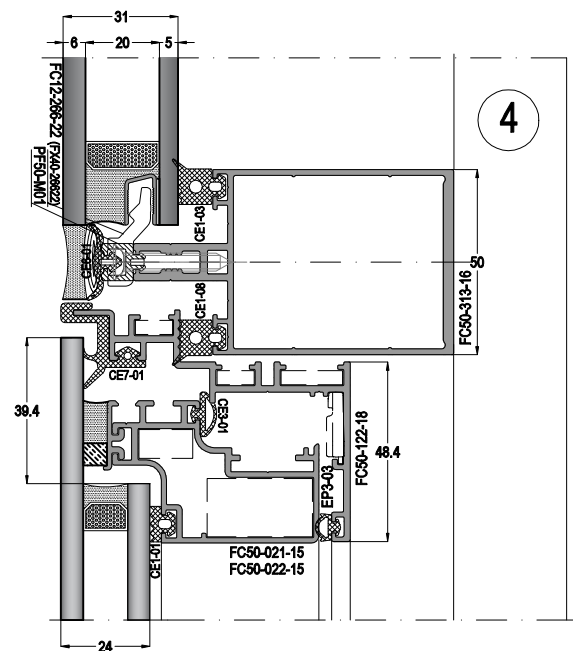 31
6
20
5
4
FC12-266-22 (FX40-26622)
PF50-M01
CE6-01
CE1-03
CE1-08
50
FC50-313-16
CE7-01
39.4
CE3-01
EP3-03
FC50-122-18
48.4
CE1-01
FC50-021-15
FC50-022-15
24